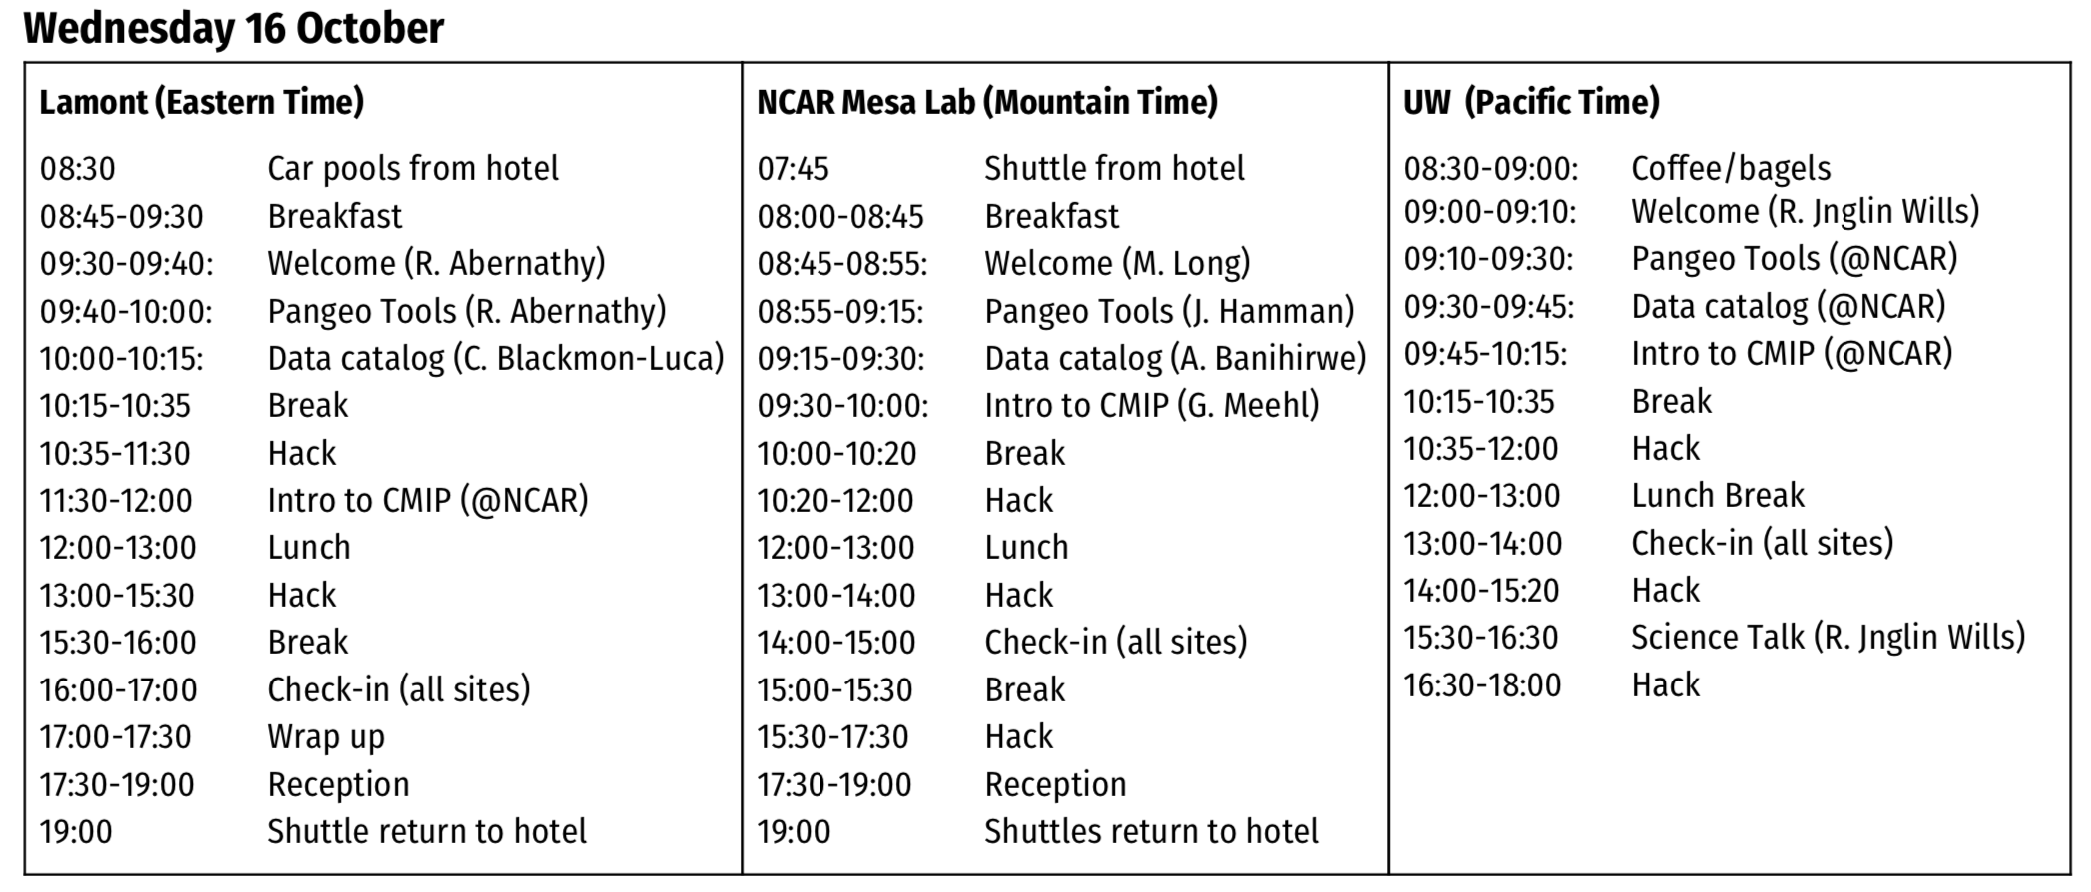 Wednesday 16 October
Lamont (Eastern Time)
08:30 Car pools from hotel
08:45-09:30 Breakfast
09:30-09:40: Welcome (R. Abernathy)
09:40-10:00: Pangeo Tools (R. Abernathy)
10:00-10:15: Data catalog (C. Blackmon-Luca)
10:15-10:35 Break
10:35-11:30 Hack
11:30-12:00 Intro to CMIP (@NCAR)
12:00-13:00 Lunch
13:00-15:30 Hack
15:30-16:00 Break
16:00-17:00 Check-in (all sites)
17:00-17:30 Wrap up
17:30-19:00 Reception
19:00 Shuttle return to hotel
NCAR Mesa Lab (Mountain Time)
07:45 Shuttle from hotel
08:00-08:45 Breakfast
08:45-08:55: Welcome (M. Long)
08:55-09:15: Pangeo Tools (J. Hamman)
09:15-09:30: Data catalog (A. Banihirwe)
09:30-10:00: Intro to CMIP (G. Meehl)
10:00-10:20 Break
10:20-12:00 Hack
12:00-13:00 Lunch
13:00-14:00 Hack
14:00-15:00 Check-in (all sites)
15:00-15:30 Break
15:30-17:30 Hack
17:30-19:00 Reception
19:00 Shuttles return to hotel
UW (Pacific Time)
08:30-09:00: Coffee/bagels
09:00-09:10: Welcome (R. Jnglin Wills)
09:10-09:30: Pangeo Tools (@NCAR)
09:30-09:45: Data catalog (@NCAR)
09:45-10:15: Intro to CMIP (@NCAR)
10:15-10:35 Break
10:35-12:00 Hack
12:00-13:00 Lunch Break
13:00-14:00 Check-in (all sites)
14:00-15:20 Hack
15:30-16:30 Science Talk (R. Jnglin Wills)
16:30-18:00 Hack